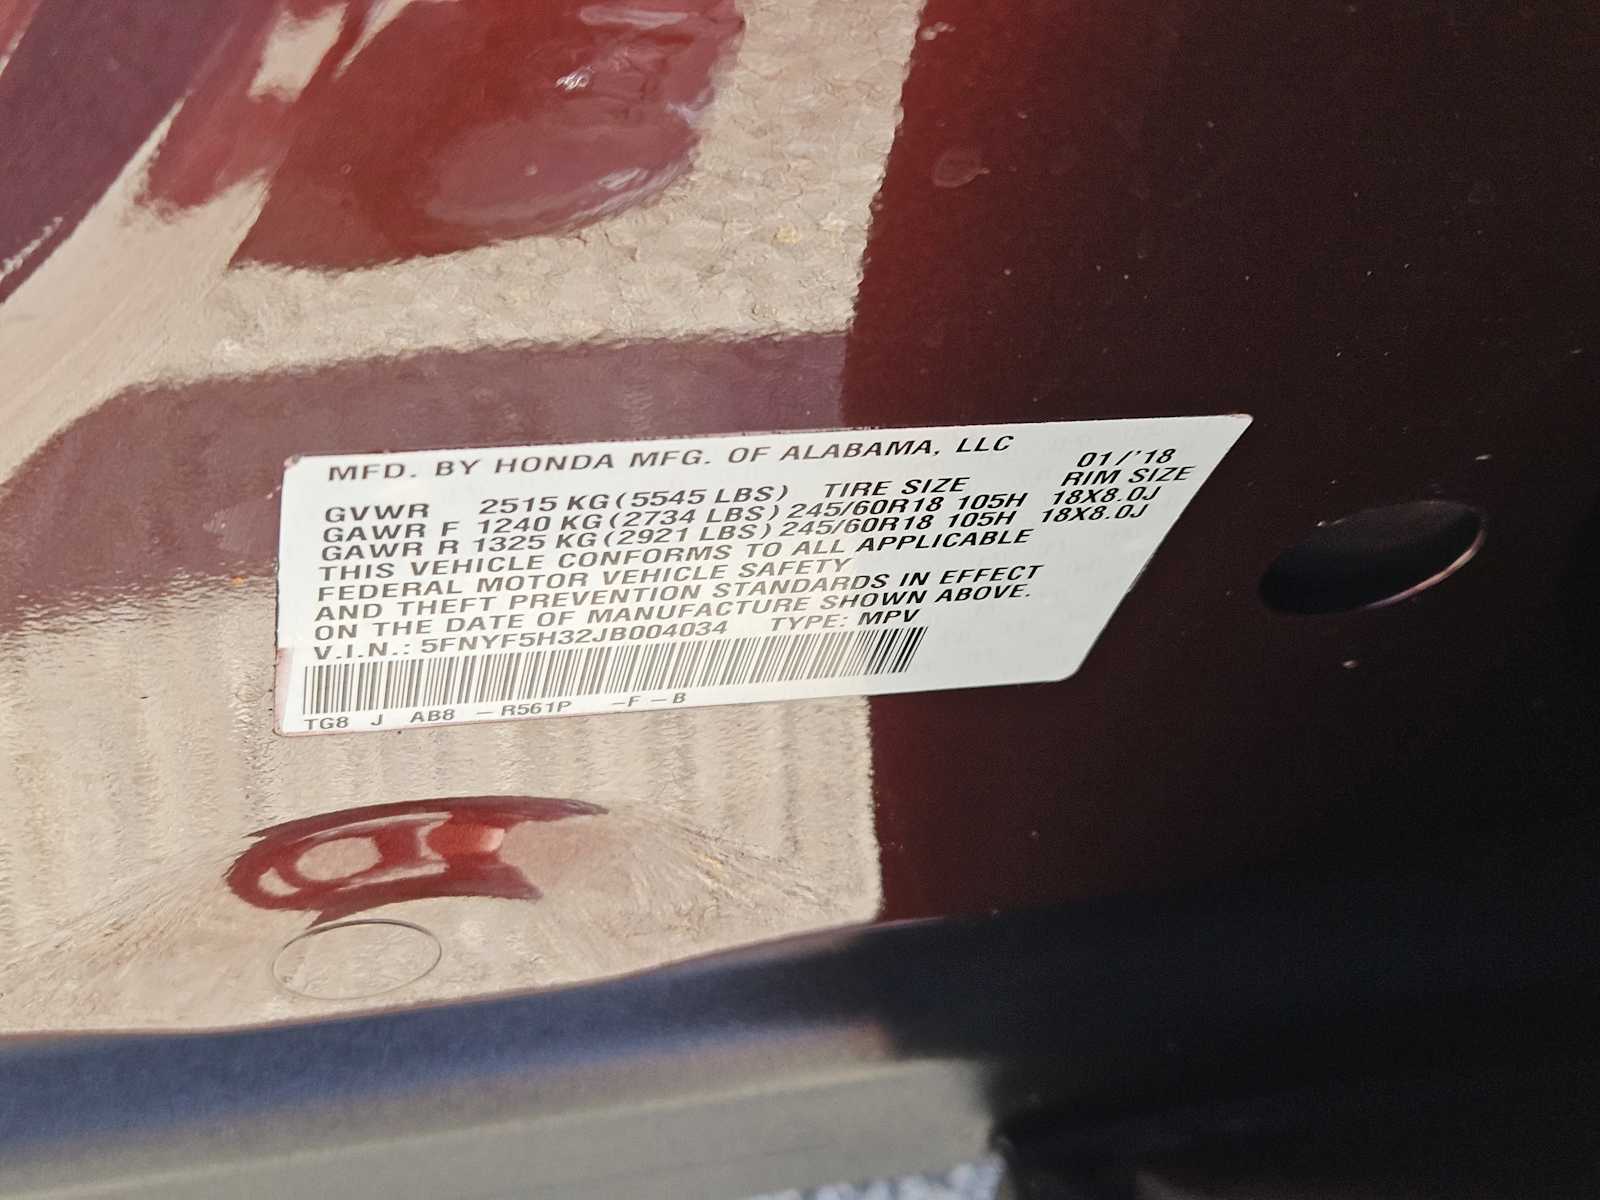 MFD. BY HONDA MFG. OF ALABAMA, LLC 01/'18
GVWR 2515 KG (5545 LBS) TIRE SIZE RIM SIZE
GAWR F 1240 KG (2734 LBS) 245/60R18 105H 18X8.0J
GAWR R 1325 KG (2921 LBS) 245/60R18 105H 18X8.0J
THIS VEHICLE CONFORMS TO ALL APPLICABLE
FEDERAL MOTOR VEHICLE SAFETY
AND THEFT PREVENTION STANDARDS IN EFFECT
ON THE DATE OF MANUFACTURE SHOWN ABOVE.
V.I.N.: 5FNYF5H32JB004034 TYPE: MPV
TG8 J AB8 - R561P - F - B